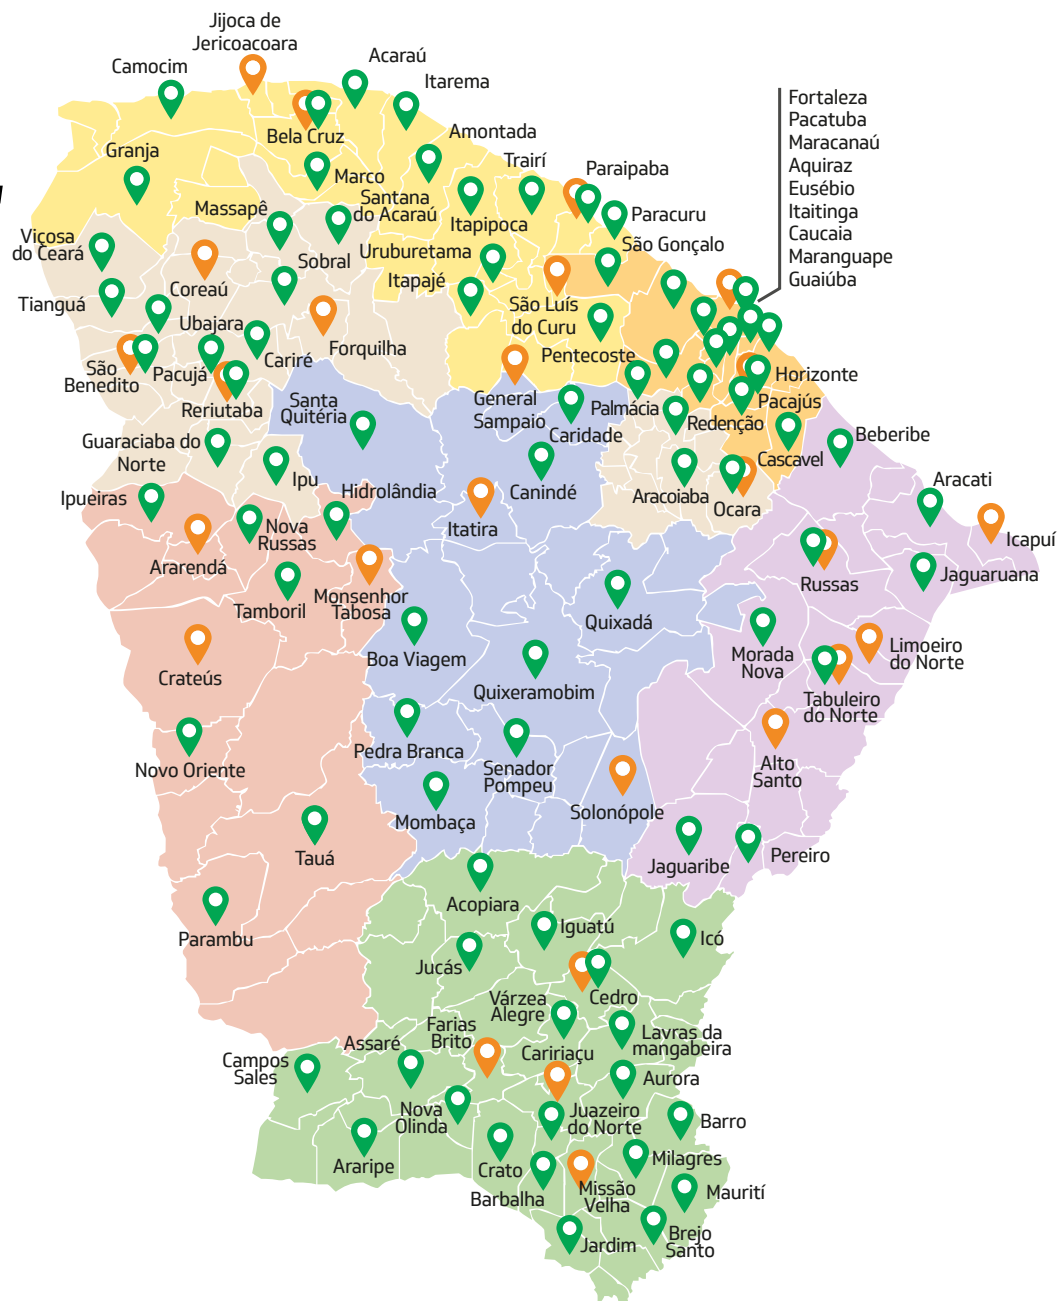 Jijoca de
Jericoacoara
Acaraú
Camocim
Itarema
Fortaleza
Pacatuba
Maracanaú
Aquiraz
Eusébio
Itaitinga
Caucaia
Maranguape
Guaiúba
Bela Cruz
Amontada
Granja
Trairí
Paraipaba
Marco
Santana
do Acaraú
Massapê
Itapipoca
Paracuru
Viçosa
do Ceará
São Gonçalo
Uruburetama
Sobral
Itapajé
Coreaú
Tianguá
São Luís
do Curu
Ubajara
Forquilha
Pentecoste
Cariré
São
Benedito
Pacujá
Horizonte
Reriutaba
General
Sampaio
Santa
Quitéria
Palmácia
Pacajús
Redenção
Caridade
Guaraciaba do
Norte
Beberibe
Cascavel
Ipu
Canindé
Aracoiaba
Aracati
Ipueiras
Hidrolândia
Ocara
Itatira
Nova
Russas
Icapuí
Ararendá
Russas
Jaguaruana
Monsenhor
Tabosa
Tamboril
Quixadá
Limoeiro
do Norte
Boa Viagem
Morada
Nova
Crateús
Quixeramobim
Tabuleiro
do Norte
Pedra Branca
Novo Oriente
Senador
Pompeu
Alto
Santo
Solonópole
Mombaça
Tauá
Jaguaribe
Pereiro
Acopiara
Iguatú
Parambu
Icó
Jucás
Cedro
Várzea
Alegre
Farias
Brito
Lavras da
mangabeira
Assaré
Caririaçu
Campos
Sales
Aurora
Nova
Olinda
Juazeiro
do Norte
Barro
Araripe
Crato
Milagres
Barbalha
Missão
Velha
Maurití
Brejo
Santo
Jardim